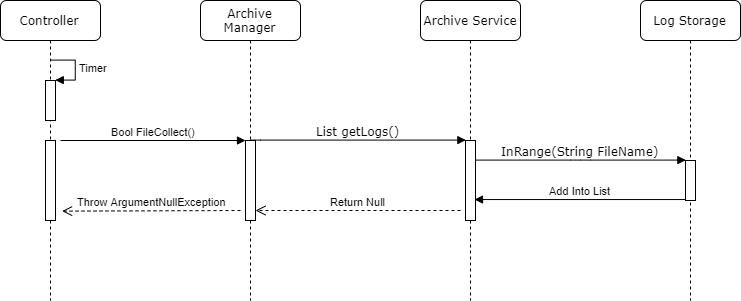 Controller
Archive
Manager
Archive Service
Log Storage
Timer
Bool FileCollect()
List getLogs()
InRange(String FileName)
Add Into List
Throw ArgumentNullException
Return Null